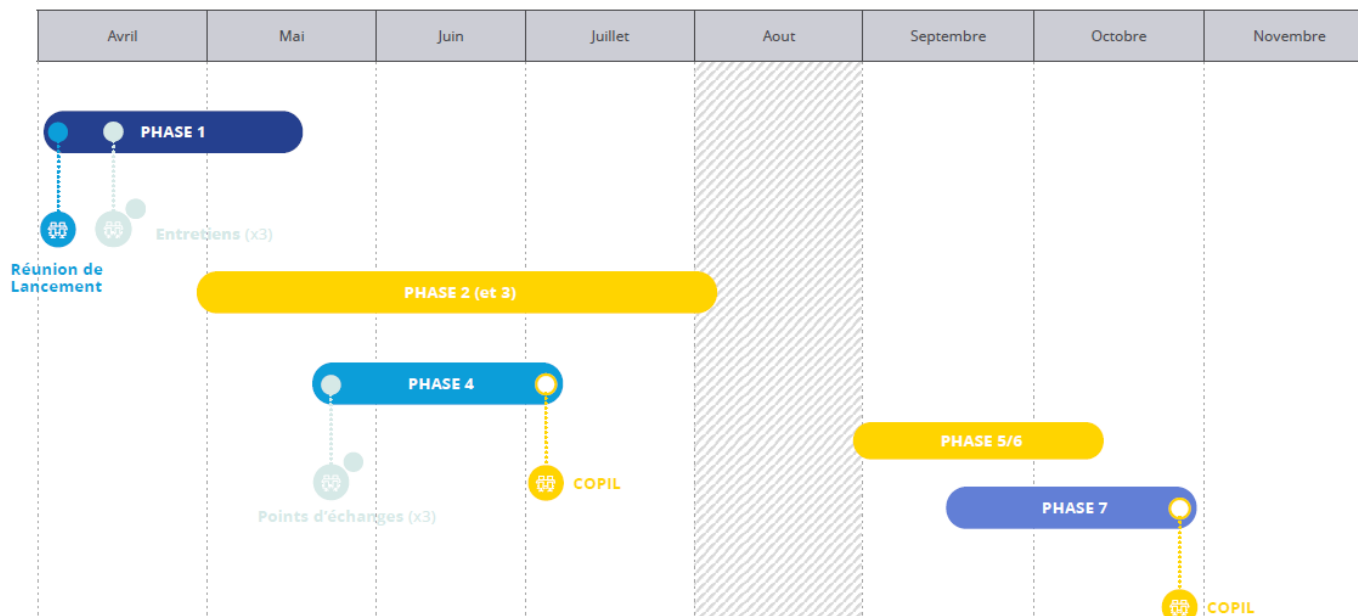 Avril
Mai
Juin
Juillet
Aout
Septembre
Octobre
Novembre
PHASE 1
Entretiens (x3)
Réunion de
Lancement
PHASE 2 (et 3)
PHASE 4
PHASE 5/6
COPIL
PHASE 7
Points d'échanges (x3)
COPIL